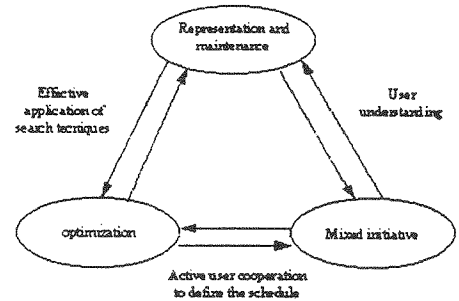 Representation and
maintenance
Effective
application of
search tecniques
User
understanding
optimization
Mixed initiative
Active user cooperation
to define the schedule